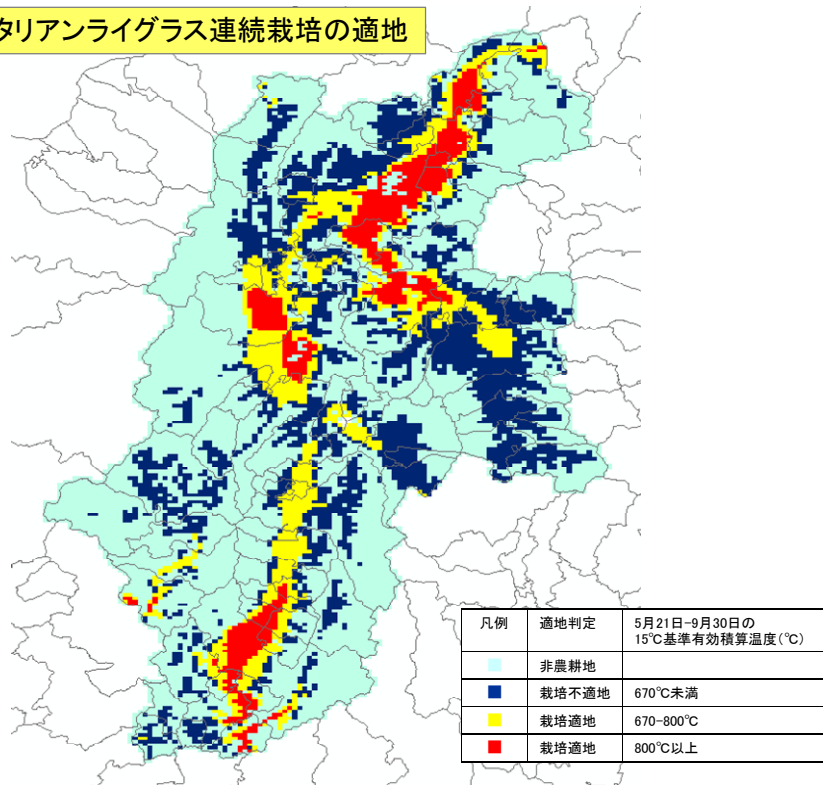 タリアンライグラス連続栽培の適地
凡例 適地判定 5月21日-9月30日の
15℃基準有効積算温度(℃)
非農耕地
栽培不適地 670℃未満
栽培適地 670-800℃
栽培適地 800℃以上